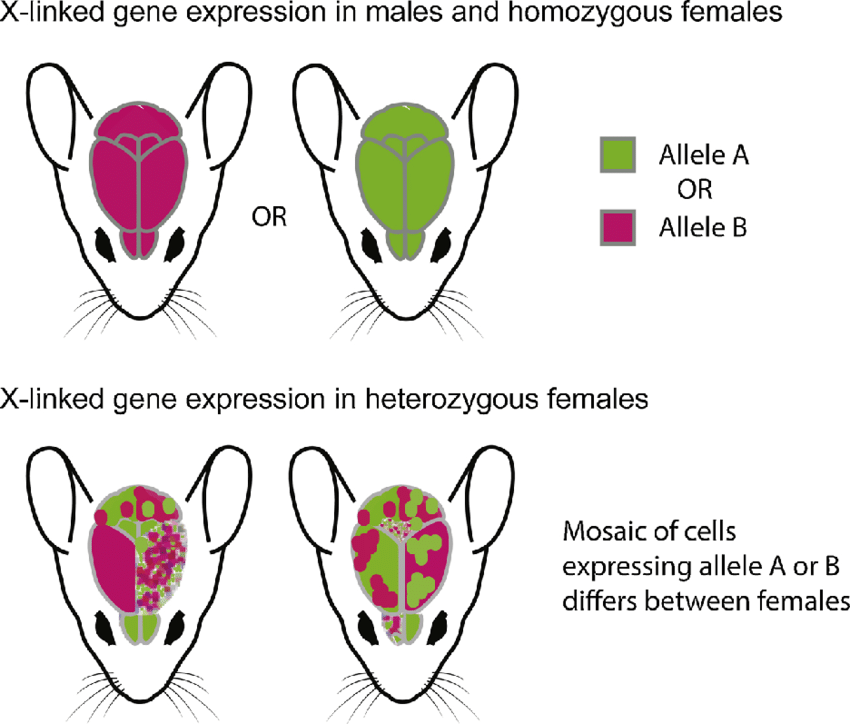 X-linked gene expression in males and homozygous females
OR
Allele A
OR
Allele B
X-linked gene expression in heterozygous females
Mosaic of cells
expressing allele A or B
differs between females